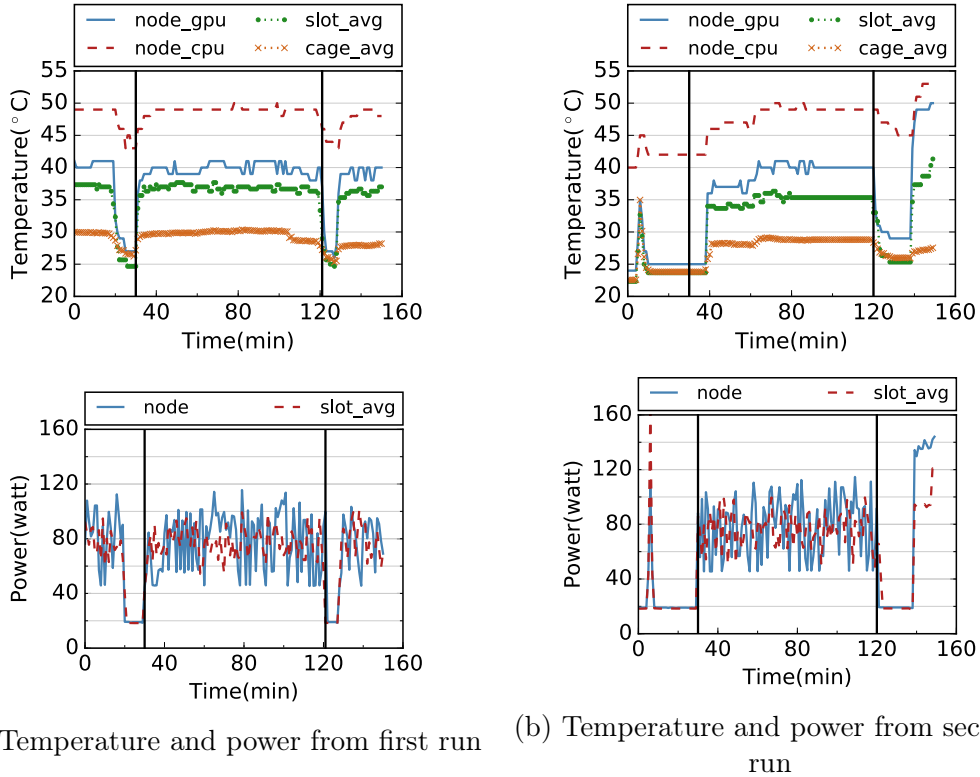 node_gpu slot_avg
node_cpu cage_avg
55
50
45
40
35
30
25
20
Temperature(°C)
0 40 80 120 160
Time(min)
node slot_avg
160
120
80
40
0
Power(watt)
0 40 80 120 160
Time(min)
Temperature and power from first run
node_gpu slot_avg
node_cpu cage_avg
55
50
45
40
35
30
25
20
Temperature(°C)
0 40 80 120 160
Time(min)
node slot_avg
160
120
80
40
0
Power(watt)
0 40 80 120 160
Time(min)
(b) Temperature and power from sec
run